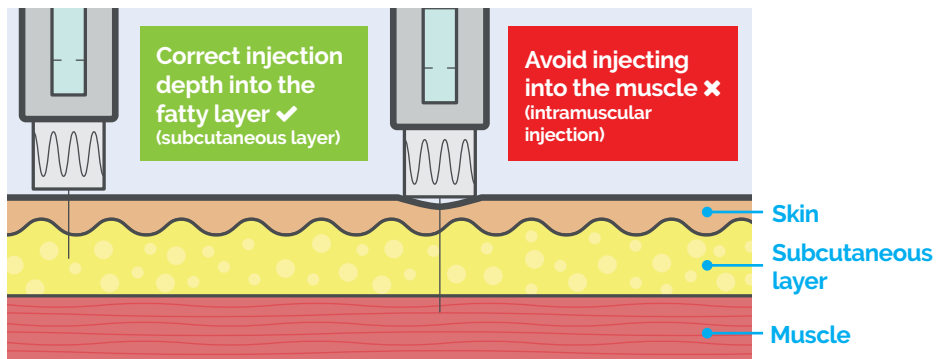 Correct injection
depth into the
fatty layer ✔
(subcutaneous layer)
Avoid injecting
into the muscle ✖
(intramuscular
injection)
Skin
Subcutaneous
layer
Muscle